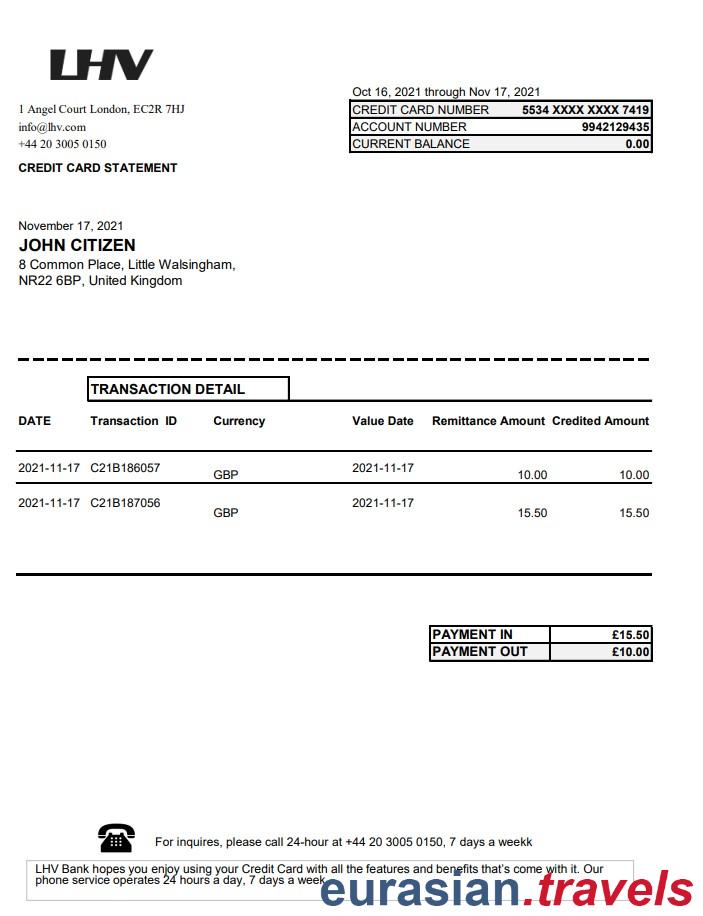 LHV
Oct 16, 2021 through Nov 17, 2021
1 Angel Court London, EC2R 7HJ
CREDIT CARD NUMBER 5534 XXXX XXXX 7419
info@lhv.com
ACCOUNT NUMBER 9942129435
+44 20 3005 0150
CURRENT BALANCE 0.00
CREDIT CARD STATEMENT
November 17, 2021
JOHN CITIZEN
8 Common Place, Little Walsingham,
NR22 6BP, United Kingdom
TRANSACTION DETAIL
DATE Transaction ID Currency Value Date Remittance Amount Credited Amount
2021-11-17 C21B186057 GBP 2021-11-17 10.00 10.00
2021-11-17 C21B187056 GBP 2021-11-17 15.50 15.50
PAYMENT IN £15.50
PAYMENT OUT £10.00
For inquires, please call 24-hour at +44 20 3005 0150, 7 days a weekk
LHV Bank hopes you enjoy using your Credit Card with all the features and benefits that's come with it. Our
phone service operates 24 hours a day, 7 days a week.
eurasian.travels